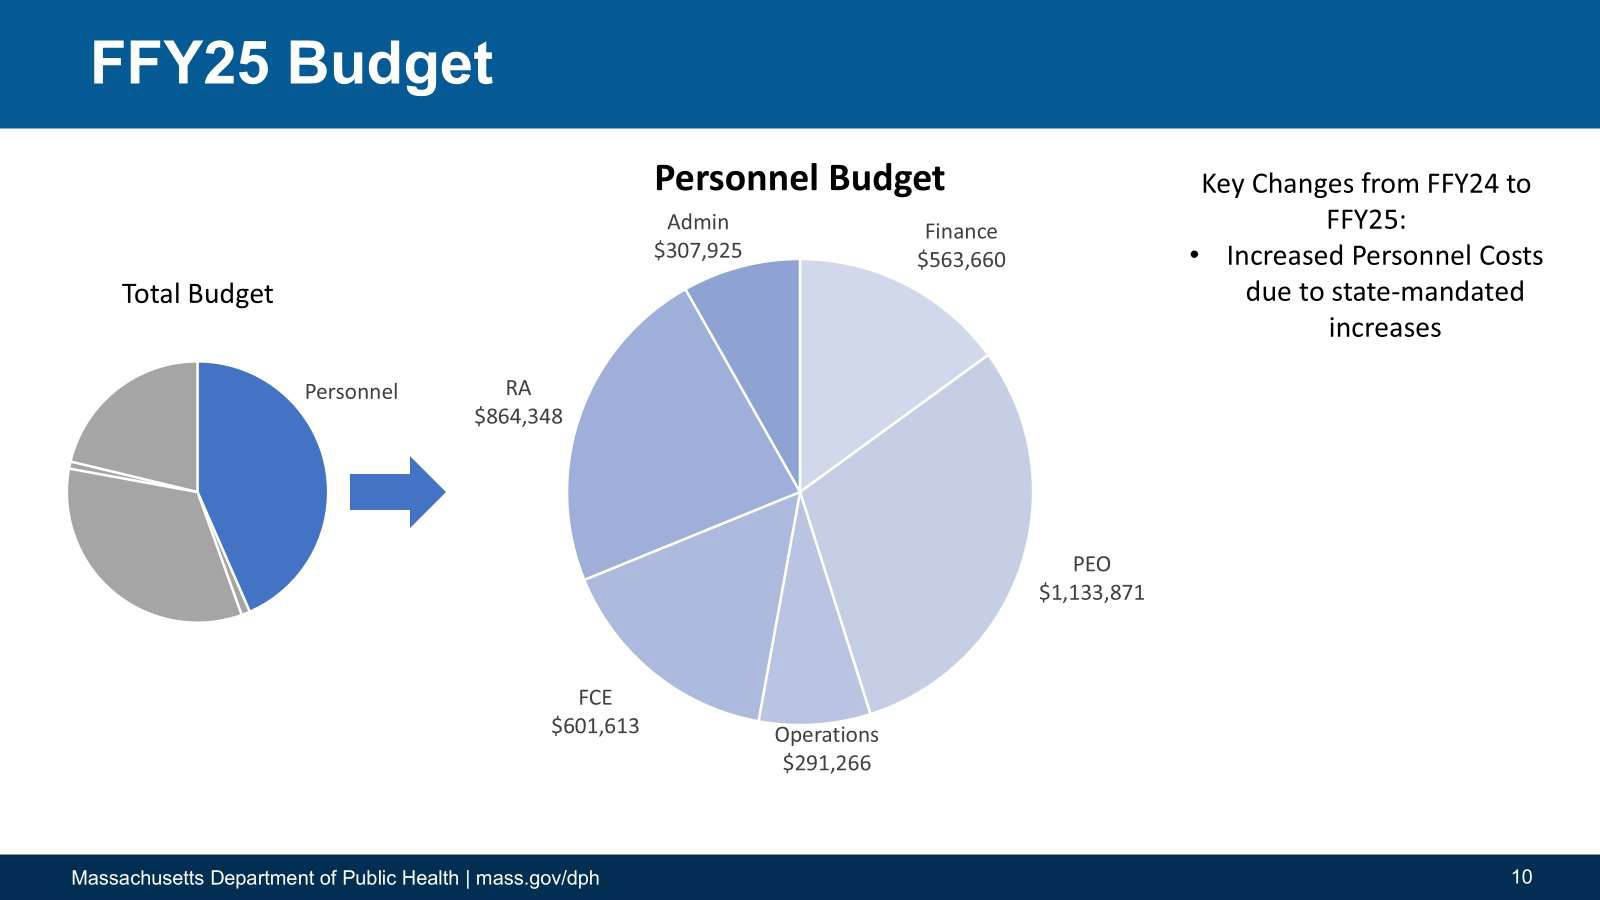 FFY25 Budget
Total Budget
Personnel
Personnel Budget
Admin
$307,925
Finance
$563,660
RA
$864,348
PEO
$1,133,871
FCE
$601,613
Operations
$291,266
Key Changes from FFY24 to
FFY25:
• Increased Personnel Costs
due to state-mandated
increases
Massachusetts Department of Public Health | mass.gov/dph
10